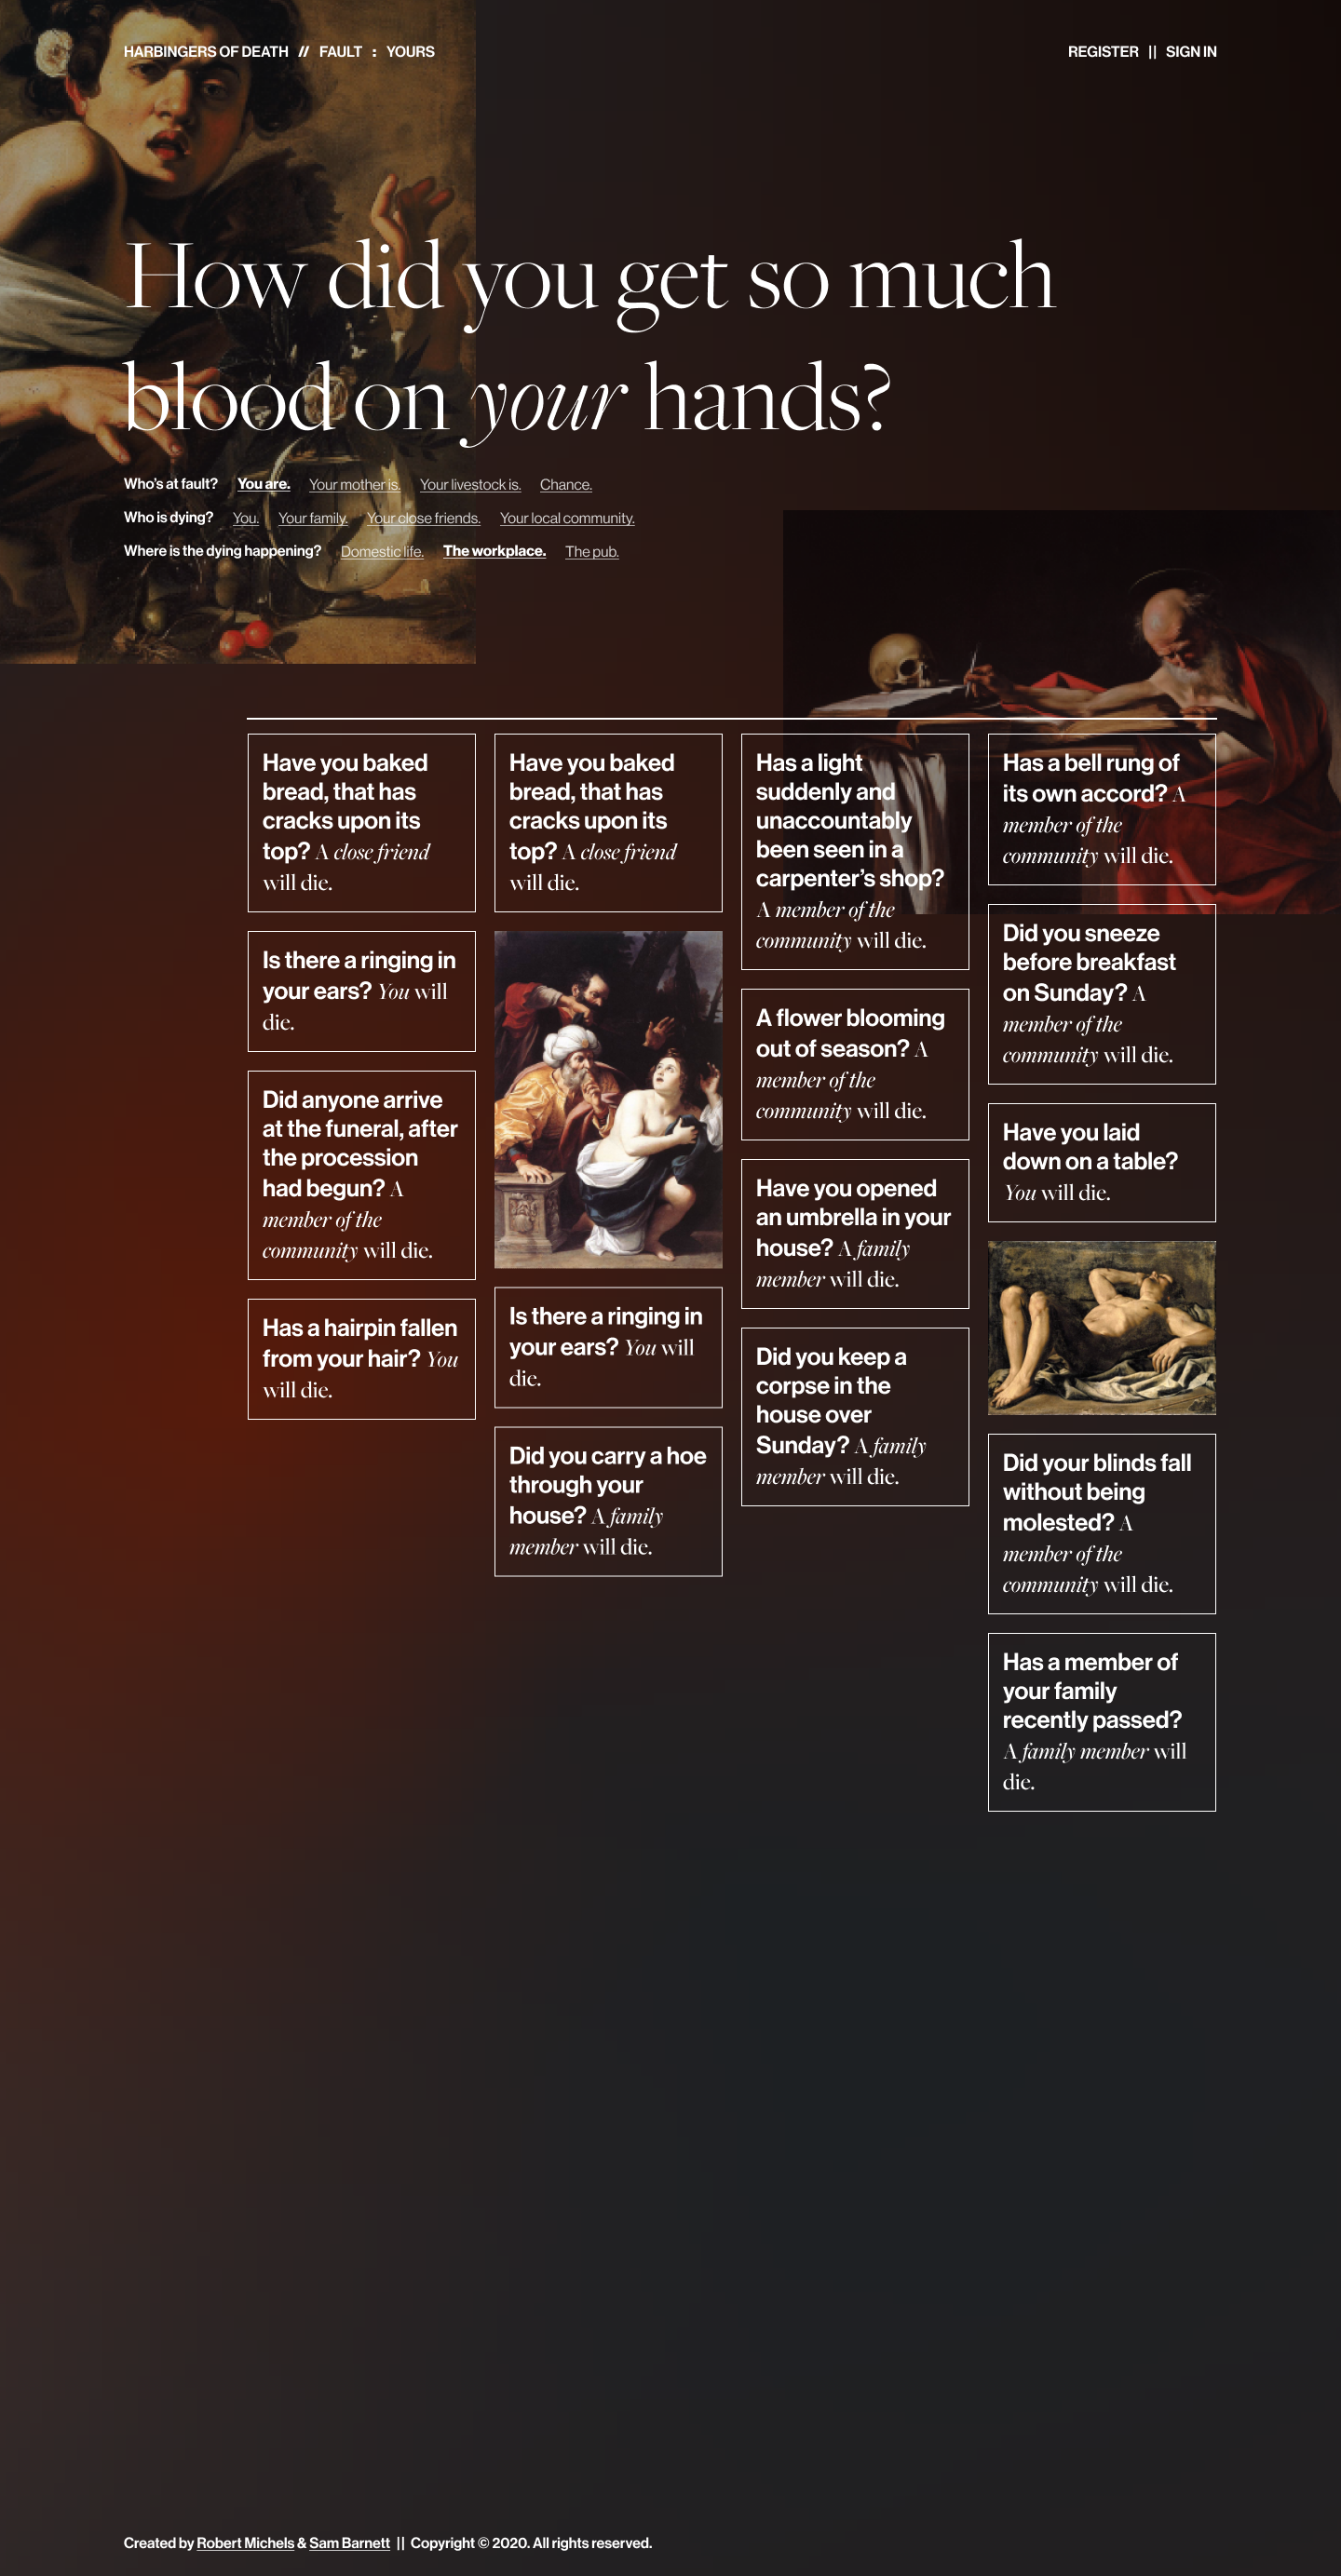 HARBINGERS OF DEATH // FAULT : YOURS
REGISTER || SIGN IN
How did you get so much
blood on your hands?
Who's at fault? You are. Your mother is. Your livestock is. Chance.
Who is dying? You. Your family. Your close friends. Your local community.
Where is the dying happening? Domestic life. The workplace. The pub.
Have you baked
bread, that has
cracks upon its
top? A close friend
will die.
Is there a ringing in
your ears? You will
die.
Did anyone arrive
at the funeral, after
the procession
had begun? A
member of the
community will die.
Has a hairpin fallen
from your hair? You
will die.
Have you baked
bread, that has
cracks upon its
top? A close friend
will die.
Is there a ringing in
your ears? You will
die.
Did you carry a hoe
through your
house? A family
member will die.
Has a light
suddenly and
unaccountably
been seen in a
carpenter’s shop?
A member of the
community will die.
A flower blooming
out of season? A
member of the
community will die.
Have you opened
an umbrella in your
house? A family
member will die.
Did you keep a
corpse in the
house over
Sunday? A family
member will die.
Has a bell rung of
its own accord? A
member of the
community will die.
Did you sneeze
before breakfast
on Sunday? A
member of the
community will die.
Have you laid
down on a table?
You will die.
Did your blinds fall
without being
molested? A
member of the
community will die.
Has a member of
your family
recently passed?
A family member will
die.
Created by Robert Michels & Sam Barnett || Copyright © 2020. All rights reserved.